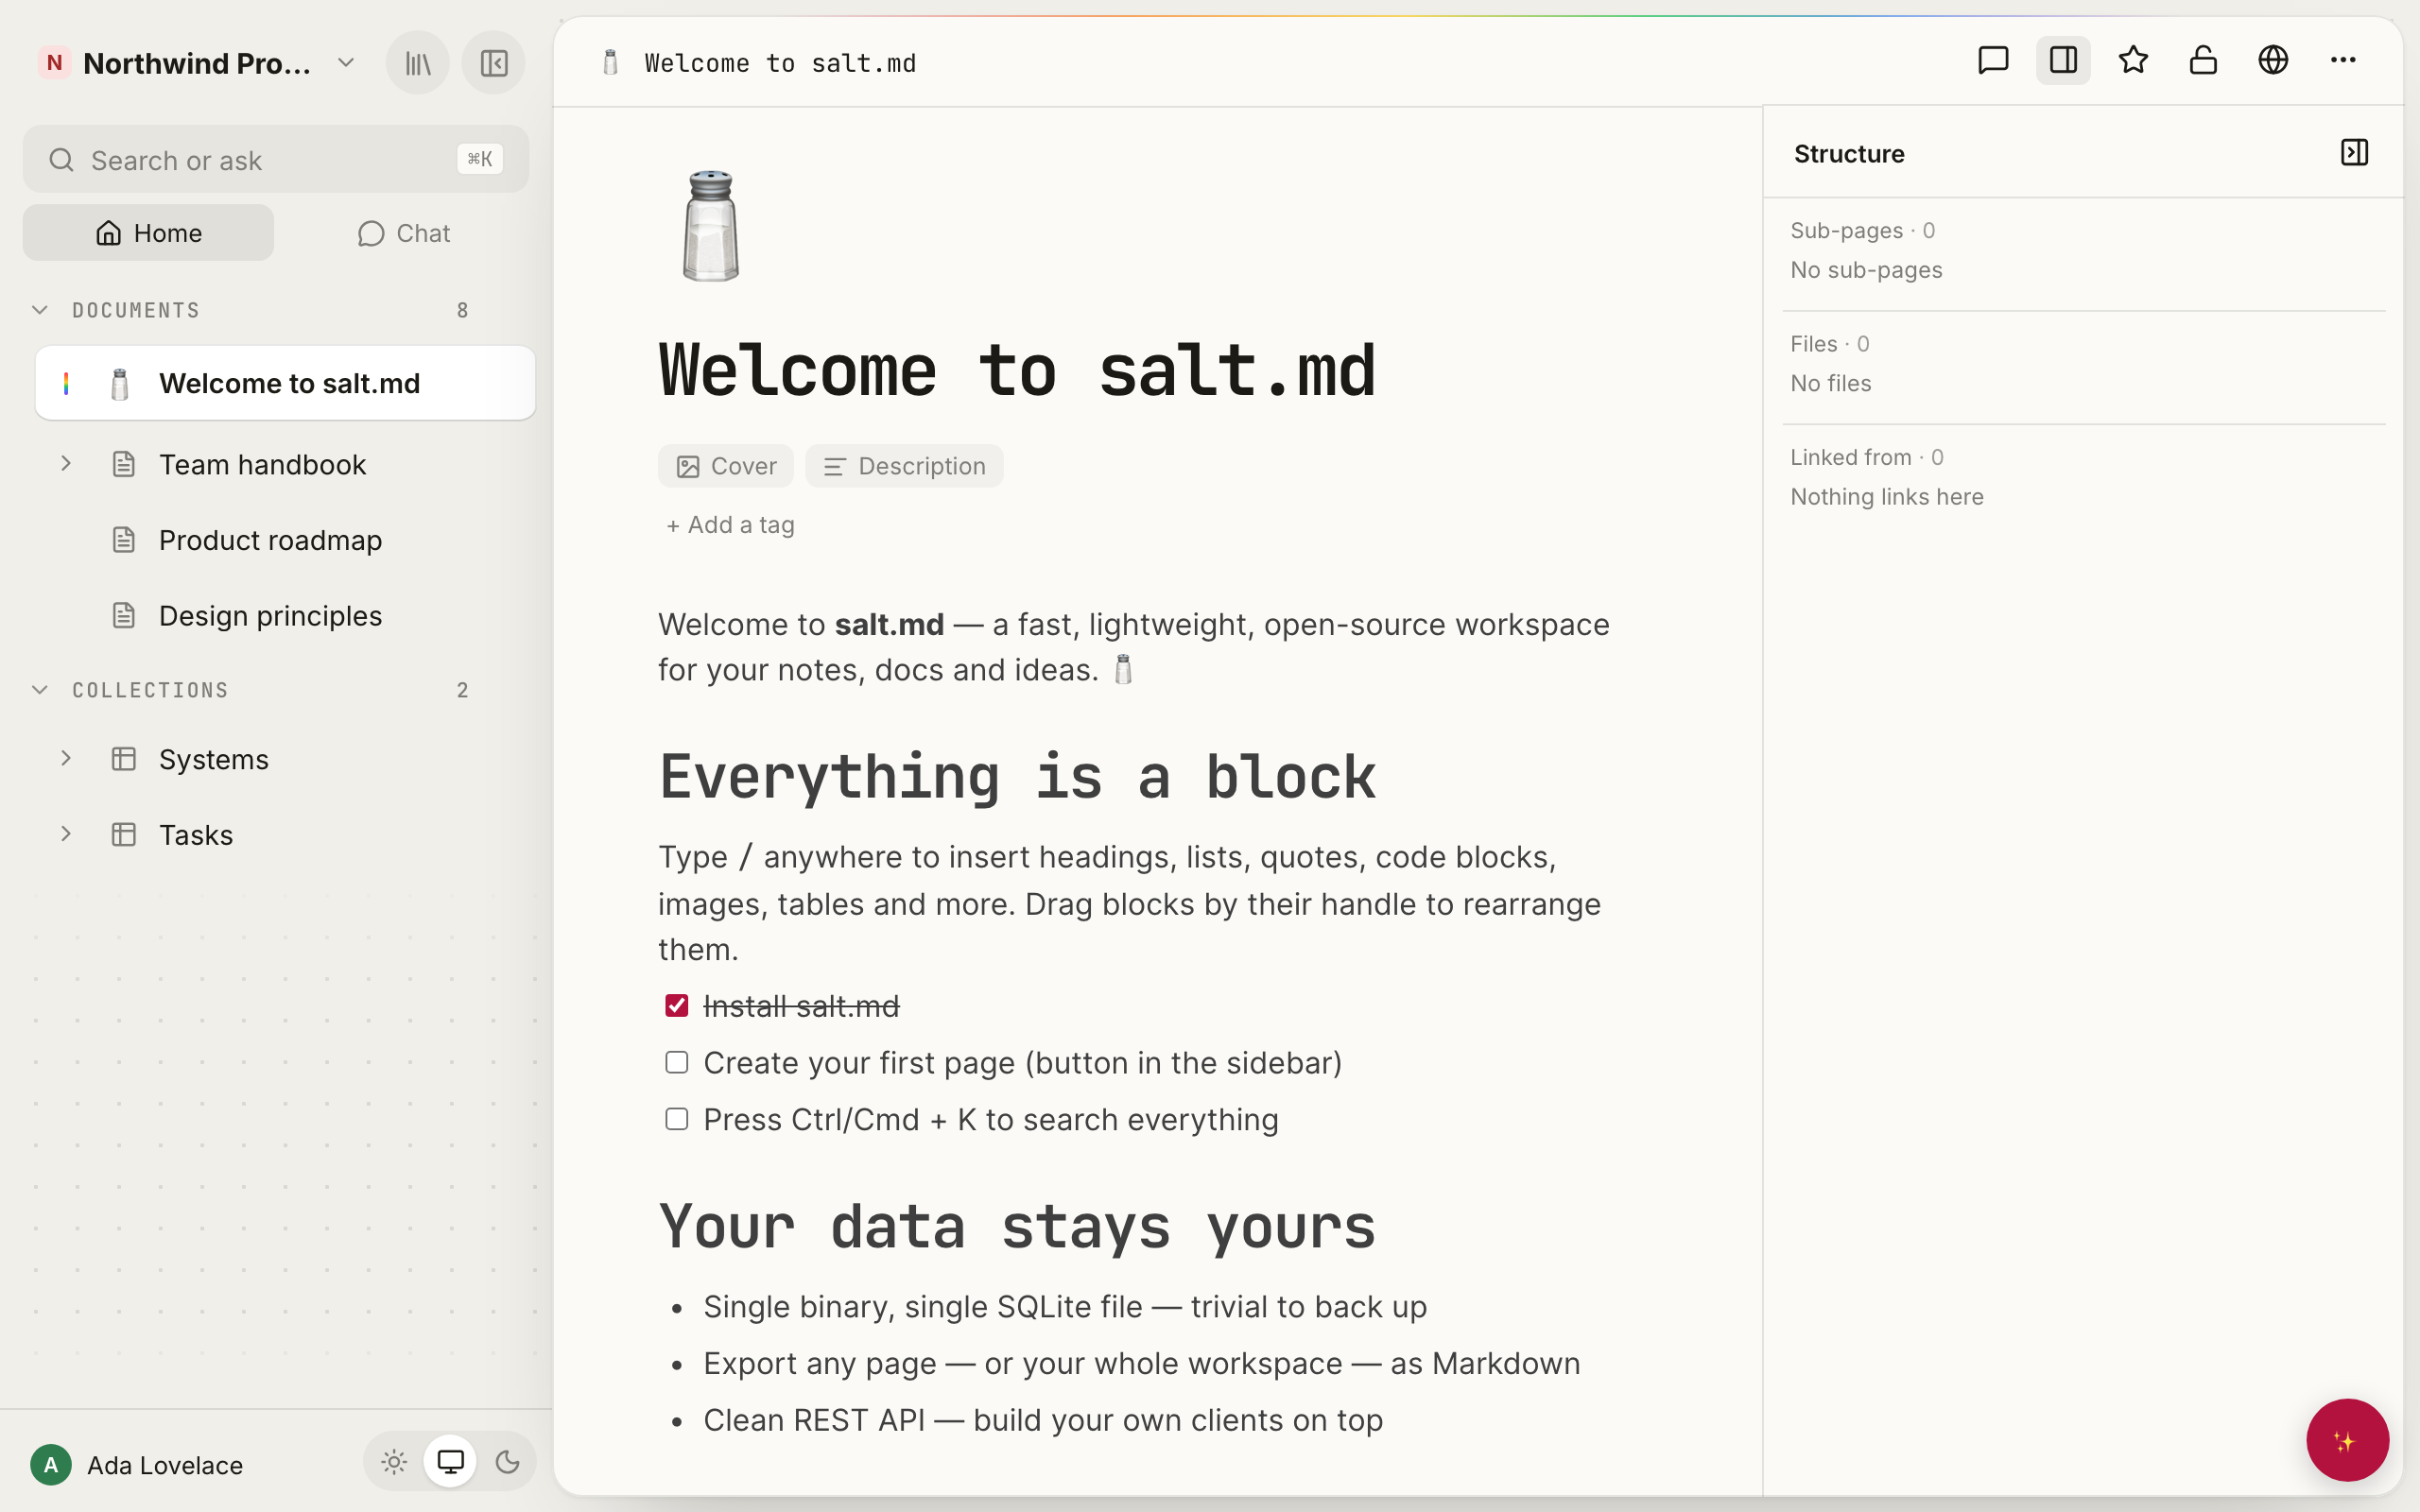 N Northwind Pro...
Search or ask ⌘K
Home Chat
DOCUMENTS 8
Welcome to salt.md
Team handbook
Product roadmap
Design principles
COLLECTIONS 2
Systems
Tasks
A Ada Lovelace
Welcome to salt.md
Welcome to salt.md
Cover Description
+ Add a tag
Welcome to salt.md — a fast, lightweight, open-source workspace
for your notes, docs and ideas.
Everything is a block
Type / anywhere to insert headings, lists, quotes, code blocks,
images, tables and more. Drag blocks by their handle to rearrange
them.
Install salt.md
Create your first page (button in the sidebar)
Press Ctrl/Cmd + K to search everything
Your data stays yours
• Single binary, single SQLite file — trivial to back up
• Export any page — or your whole workspace — as Markdown
• Clean REST API — build your own clients on top
Structure
Sub-pages · 0
No sub-pages
Files · 0
No files
Linked from · 0
Nothing links here